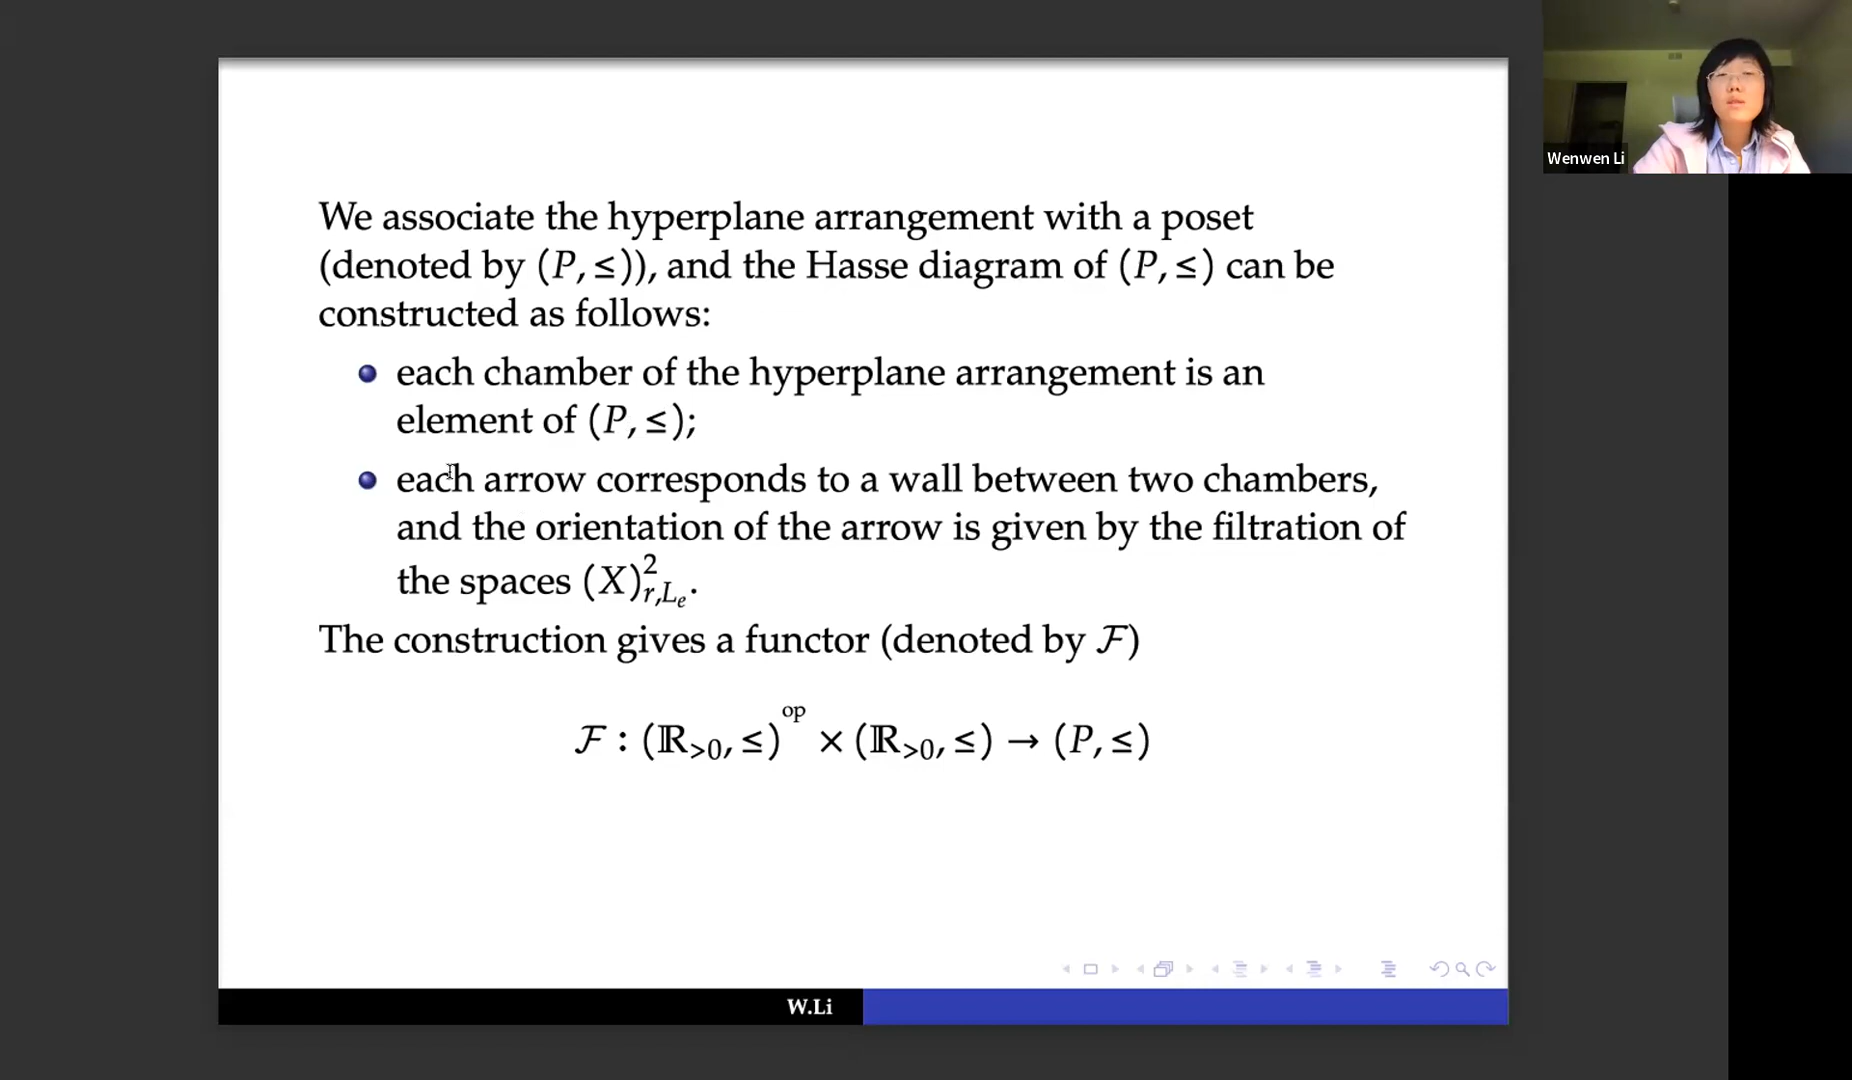 Wenwen Li
We associate the hyperplane arrangement with a poset
(denoted by (P, ≤)), and the Hasse diagram of (P, ≤) can be
constructed as follows:
each chamber of the hyperplane arrangement is an
element of (P, ≤);
each arrow corresponds to a wall between two chambers,
and the orientation of the arrow is given by the filtration of
the spaces (X)²_{r,L_e}.
The construction gives a functor (denoted by ℱ)
ℱ : (ℝ_{>0}, ≤)^{op} × (ℝ_{>0}, ≤) → (P, ≤)
W.Li